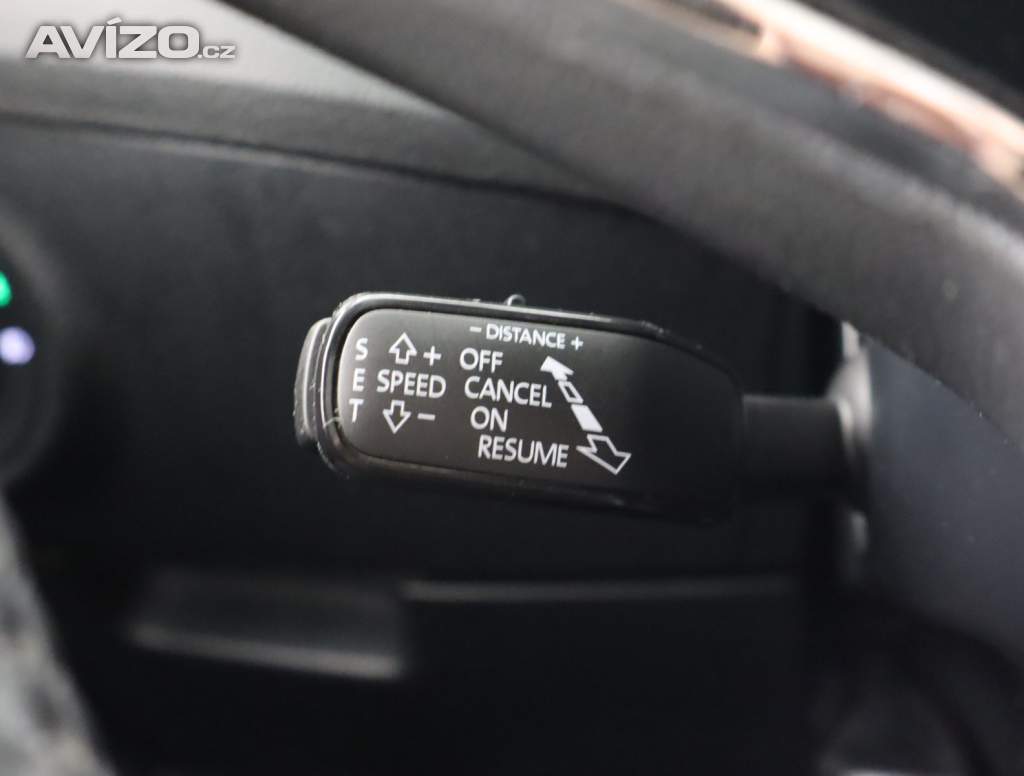 AVÍZO.cz
- DISTANCE +
S + OFF
E SPEED CANCEL
T - ON
RESUME